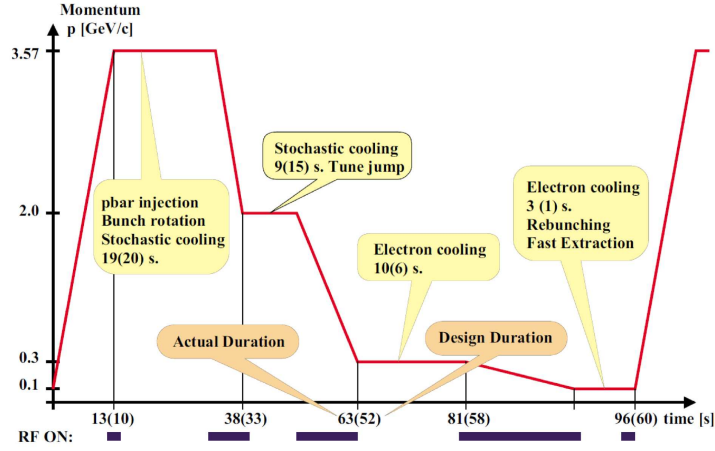 Momentum
p [GeV/c]
3.57
Stochastic cooling
9(15) s. Tune jump
pbar injection
Bunch rotation
Stochastic cooling
19(20) s.
Electron cooling
3 (1) s.
Rebunching
Fast Extraction
2.0
Electron cooling
10(6) s.
Actual Duration
Design Duration
0.3
0.1
13(10)
38(33)
63(52)
81(58)
96(60)
time [s]
RF ON: